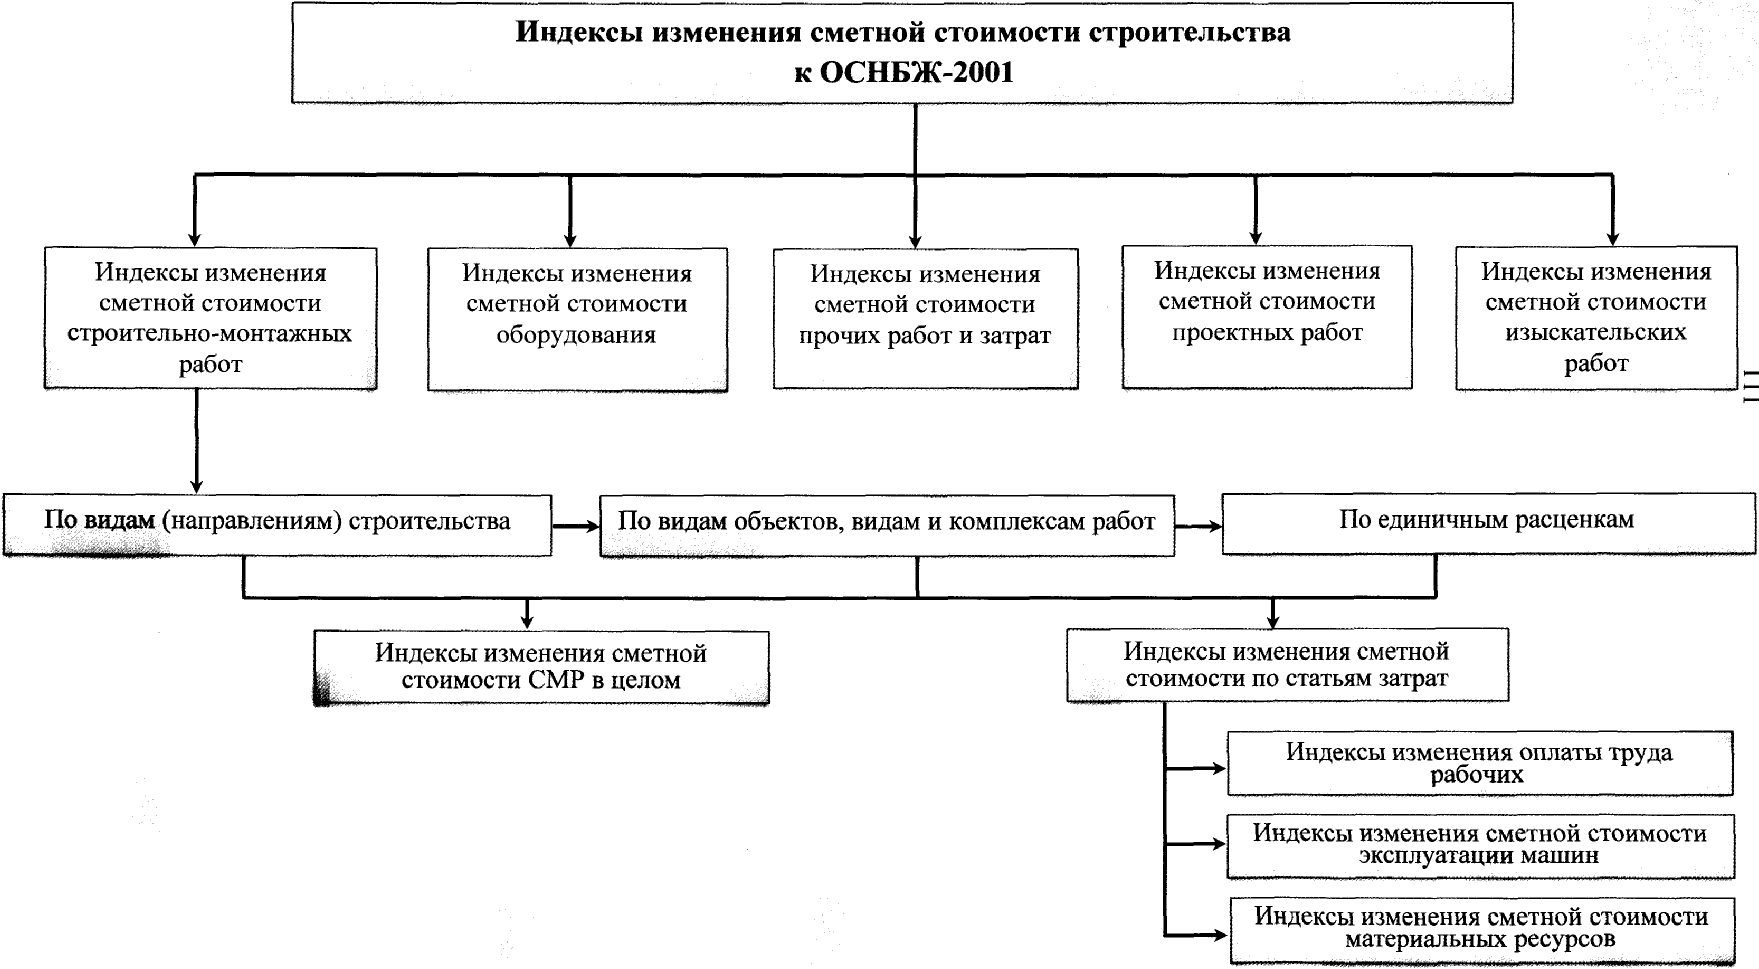 Индексы изменения сметной стоимости строительства
к ОСНБЖ-2001
Индексы изменения
сметной стоимости
строительно-монтажных
работ
Индексы изменения
сметной стоимости
оборудования
Индексы изменения
сметной стоимости
прочих работ и затрат
Индексы изменения
сметной стоимости
проектных работ
Индексы изменения
сметной стоимости
изыскательских
работ
По видам (направлениям) строительства
По видам объектов, видам и комплексам работ
По единичным расценкам
Индексы изменения сметной
стоимости СМР в целом
Индексы изменения сметной
стоимости по статьям затрат
Индексы изменения оплаты труда
рабочих
Индексы изменения сметной стоимости
эксплуатации машин
Индексы изменения сметной стоимости
материальных ресурсов